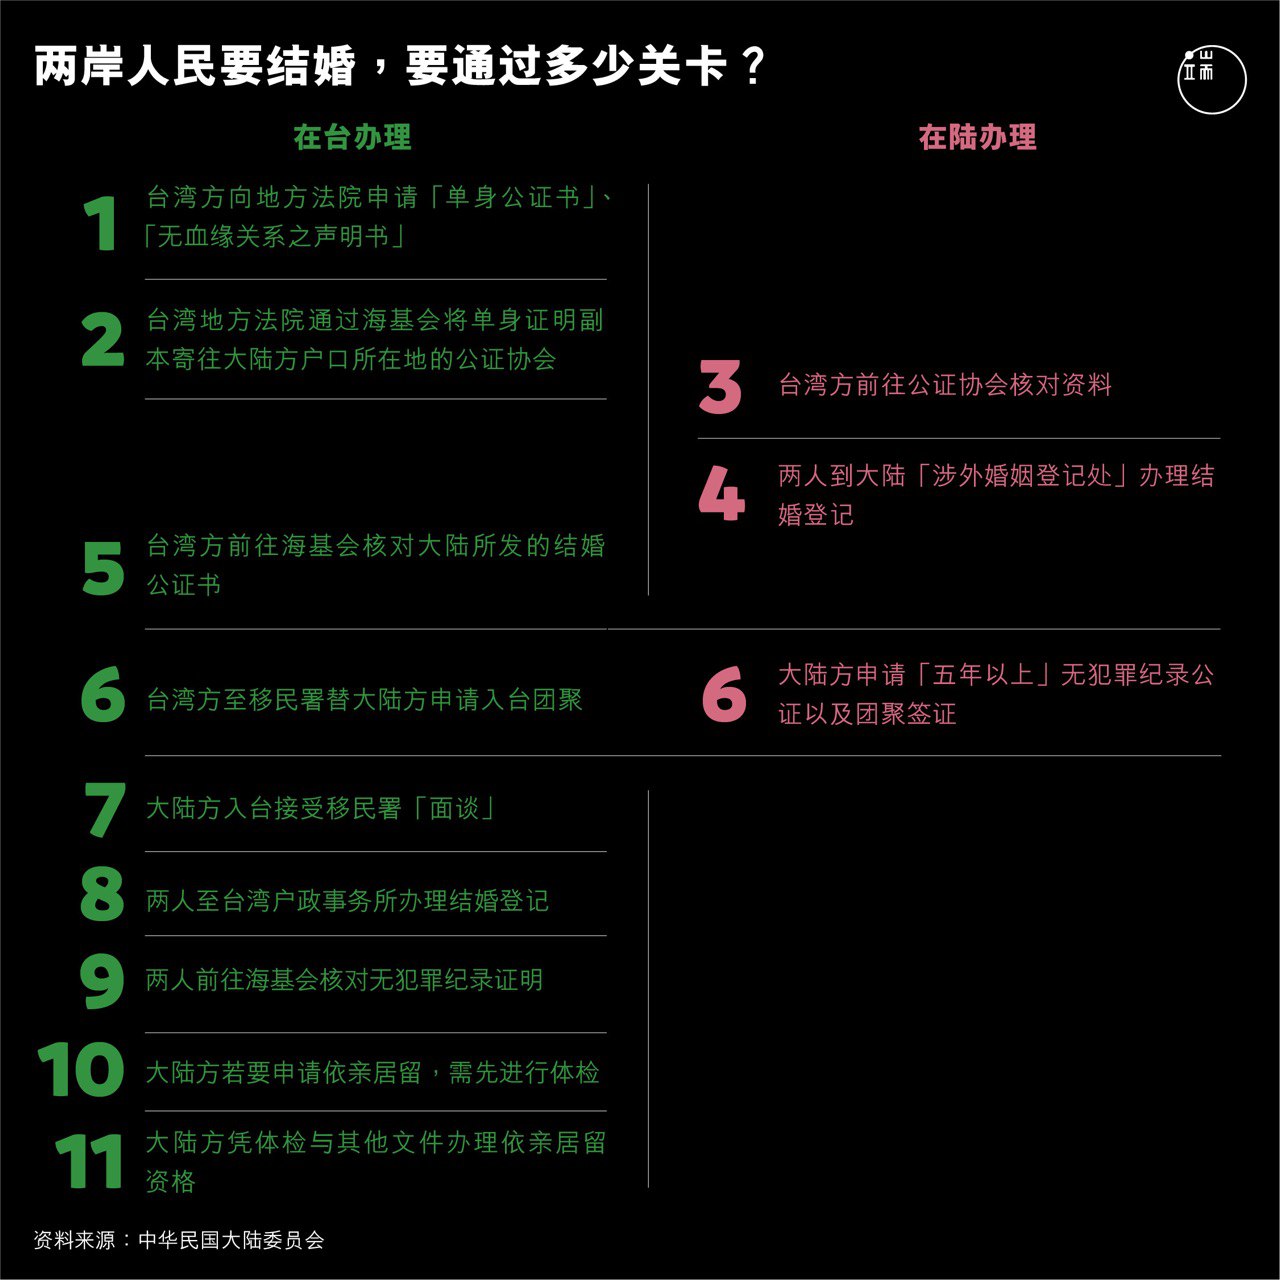 两岸人民要结婚，要通过多少关卡？
端
在台办理
在陆办理
1
台湾方向地方法院申请「单身公证书」、
「无血缘关系之声明书」
2
台湾地方法院通过海基会将单身证明副
本寄往大陆方户口所在地的公证协会
3
台湾方前往公证协会核对资料
4
两人到大陆「涉外婚姻登记处」办理结
婚登记
5
台湾方前往海基会核对大陆所发的结婚
公证书
6
台湾方至移民署替大陆方申请入台团聚
6
大陆方申请「五年以上」无犯罪纪录公
证以及团聚签证
7
大陆方入台接受移民署「面谈」
8
两人至台湾户政事务所办理结婚登记
9
两人前往海基会核对无犯罪纪录证明
10
大陆方若要申请依亲居留，需先进行体检
11
大陆方凭体检与其他文件办理依亲居留
资格
资料来源：中华民国大陆委员会